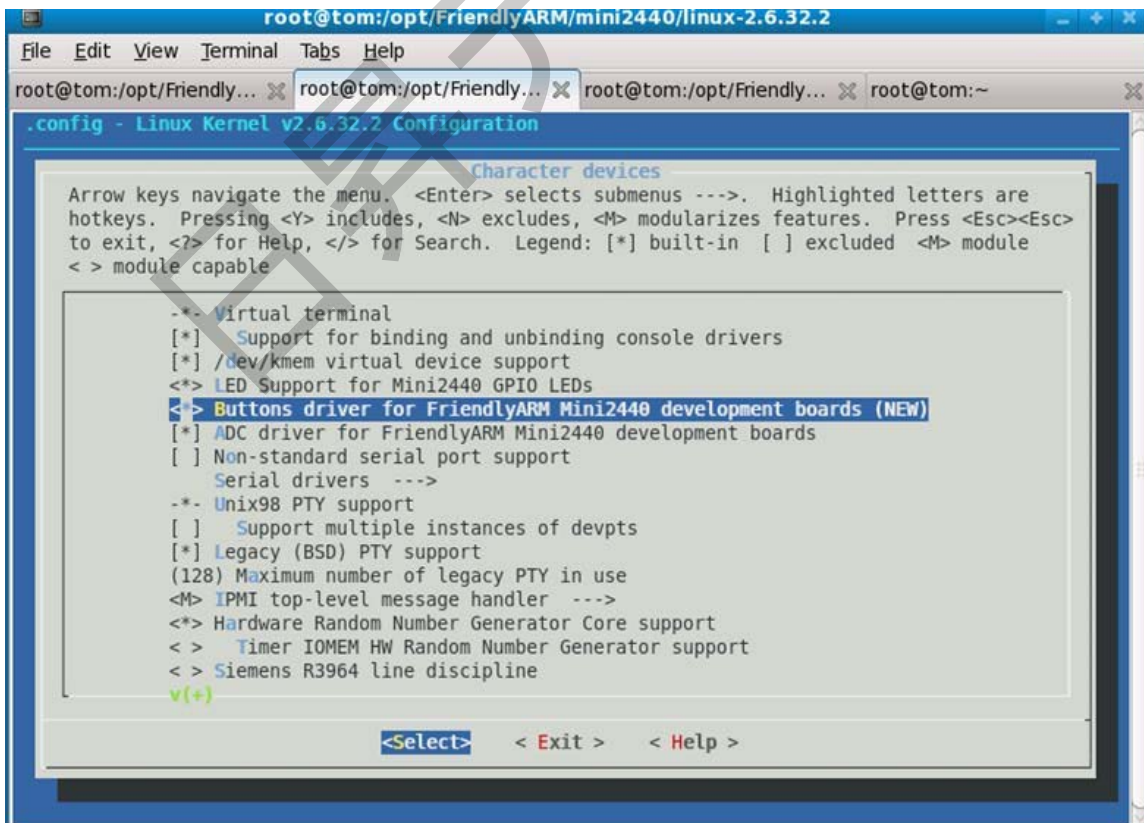 root@tom:/opt/FriendlyARM/mini2440/linux-2.6.32.2
File Edit View Terminal Tabs Help
root@tom:/opt/Friendly... root@tom:/opt/Friendly... root@tom:/opt/Friendly... root@tom:~
.config - Linux Kernel v2.6.32.2 Configuration
Character devices
Arrow keys navigate the menu. <Enter> selects submenus --->. Highlighted letters are
hotkeys. Pressing <Y> includes, <N> excludes, <M> modularizes features. Press <Esc><Esc>
to exit, <?> for Help, </> for Search. Legend: [*] built-in [ ] excluded <M> module
< > module capable
-*- Virtual terminal
[*] Support for binding and unbinding console drivers
[*] /dev/kmem virtual device support
<*> LED Support for Mini2440 GPIO LEDs
<*> Buttons driver for FriendlyARM Mini2440 development boards (NEW)
[*] ADC driver for FriendlyARM Mini2440 development boards
[ ] Non-standard serial port support
Serial drivers --->
-*- Unix98 PTY support
[ ] Support multiple instances of devpts
[*] Legacy (BSD) PTY support
(128) Maximum number of legacy PTY in use
<M> IPMI top-level message handler --->
<*> Hardware Random Number Generator Core support
< > Timer IOMEM HW Random Number Generator support
< > Siemens R3964 line discipline
v(+)
<Select> < Exit > < Help >